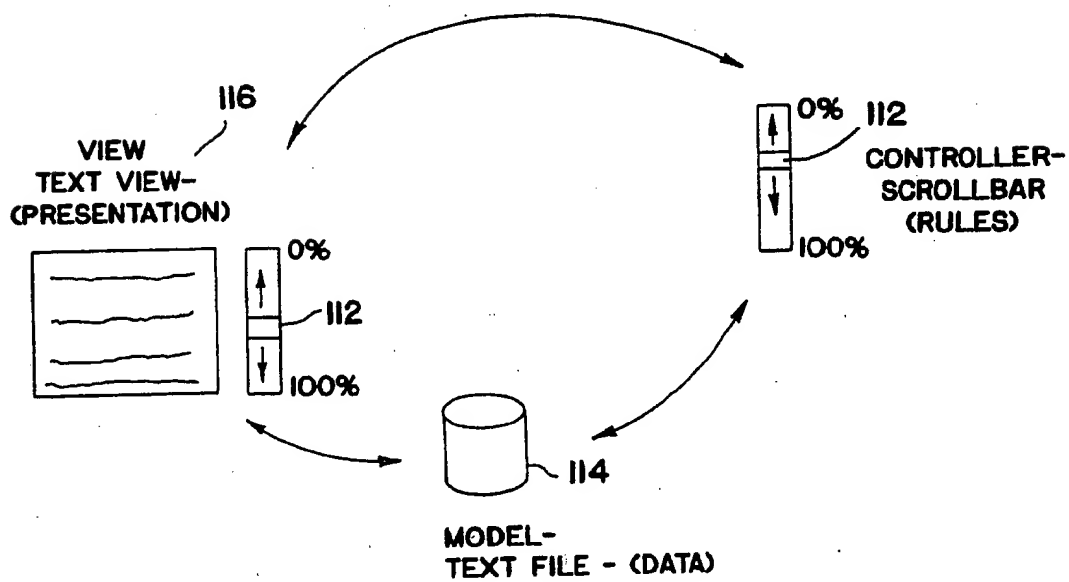 116
VIEW
TEXT VIEW-
(PRESENTATION)
0%
112
100%
0%
112
CONTROLLER-
SCROLLBAR
(RULES)
100%
114
MODEL-
TEXT FILE - (DATA)